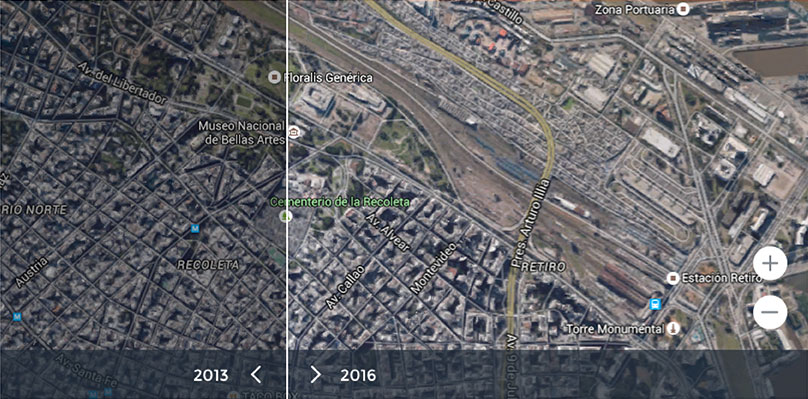 Castillo
Zona Portuaria
Floralis Genérica
Av. del Libertador
Museo Nacional
de Bellas Artes
Cementerio de la Recoleta
RIO NORTE
M
Av. Alvear
Pres. Arturo Illia
RECOLETA
Montevideo
RETIRO
Austria
Av. Callao
Estación Retiro
M
Torre Monumental
Av. Santa Fe
2013
2016
TACO BOX